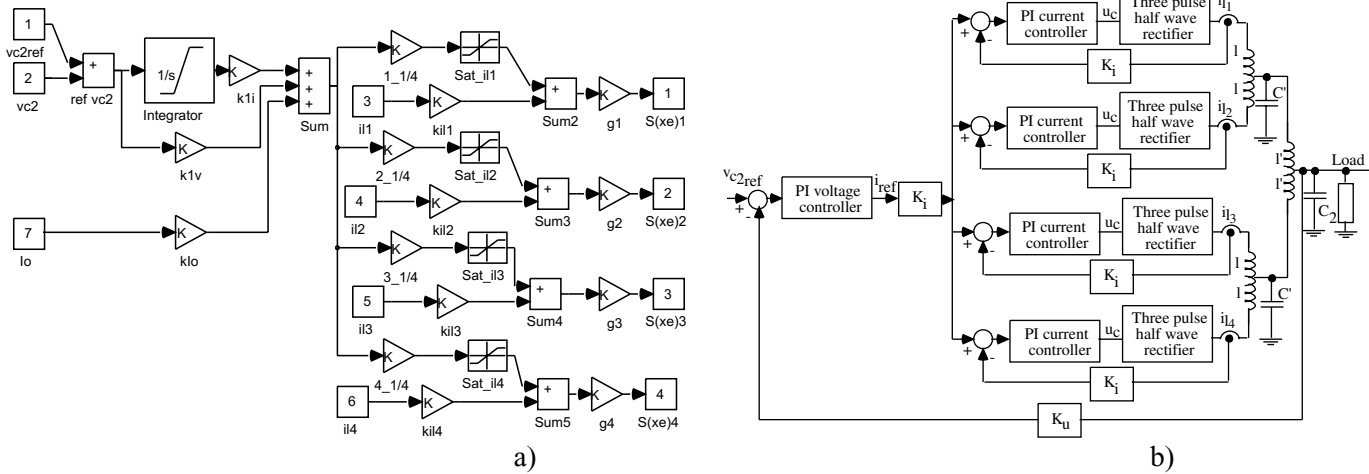 1
vc2ref
2
vc2
+
ref vc2
1/s
Integrator
K
k1i
+
+
+
Sum
K
k1v
7
Io
K
kIo
K
1_1/4
Sat_il1
3
il1
K
kil1
+
Sum2
K
g1
1
S(xe)1
K
2_1/4
Sat_il2
4
il2
K
kil2
+
Sum3
K
g2
2
S(xe)2
K
3_1/4
Sat_il3
5
il3
K
kil3
+
Sum4
K
g3
3
S(xe)3
K
4_1/4
Sat_il4
6
il4
K
kil4
+
Sum5
K
g4
4
S(xe)4
a)
vc2ref
+
-
PI voltage
controller
iref
Ki
+
-
PI current
controller
uc
Three pulse
half wave
rectifier
il1
Ki
l
l
C'
+
-
PI current
controller
uc
Three pulse
half wave
rectifier
il2
Ki
l'
l'
Load
C2
+
-
PI current
controller
uc
Three pulse
half wave
rectifier
il3
Ki
l
l
C'
+
-
PI current
controller
uc
Three pulse
half wave
rectifier
il4
Ki
Ku
b)